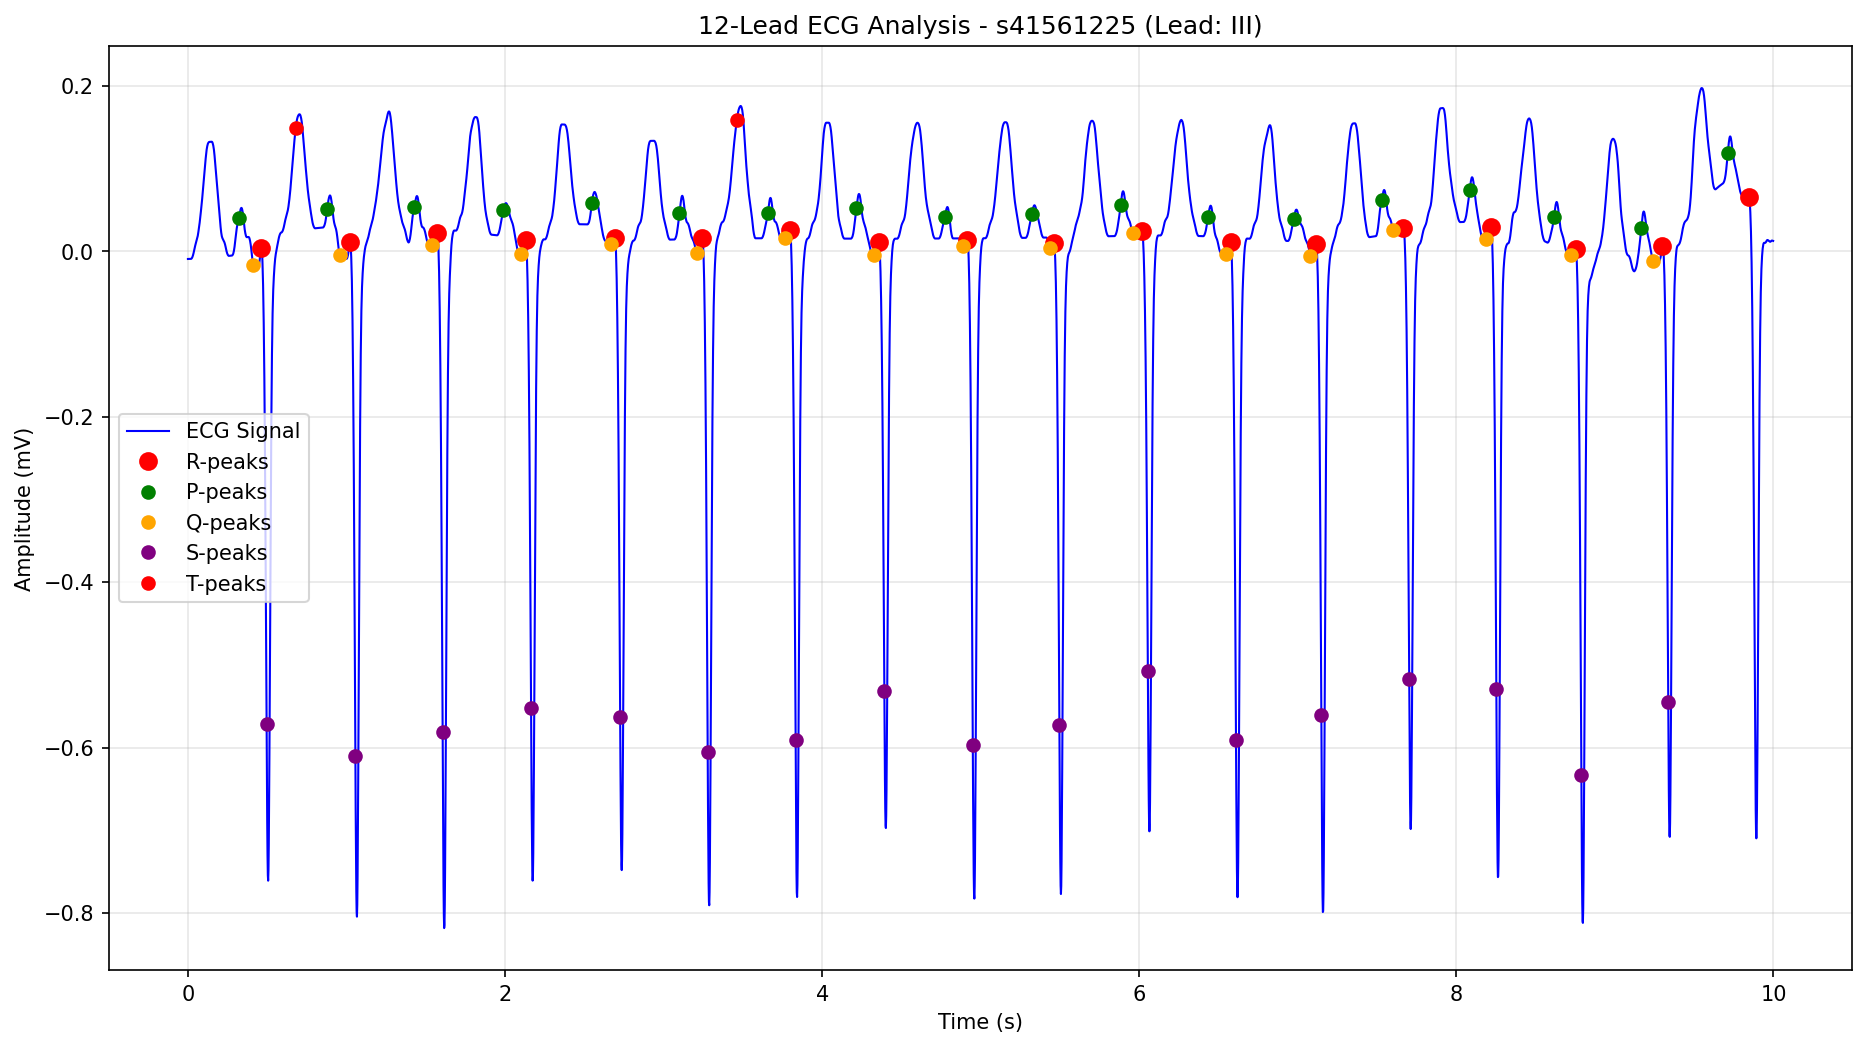 12-Lead ECG Analysis - s41561225 (Lead: III)
Amplitude (mV)
0.2
0.0
−0.2
−0.4
−0.6
−0.8
ECG Signal
R-peaks
P-peaks
Q-peaks
S-peaks
T-peaks
0 2 4 6 8 10
Time (s)